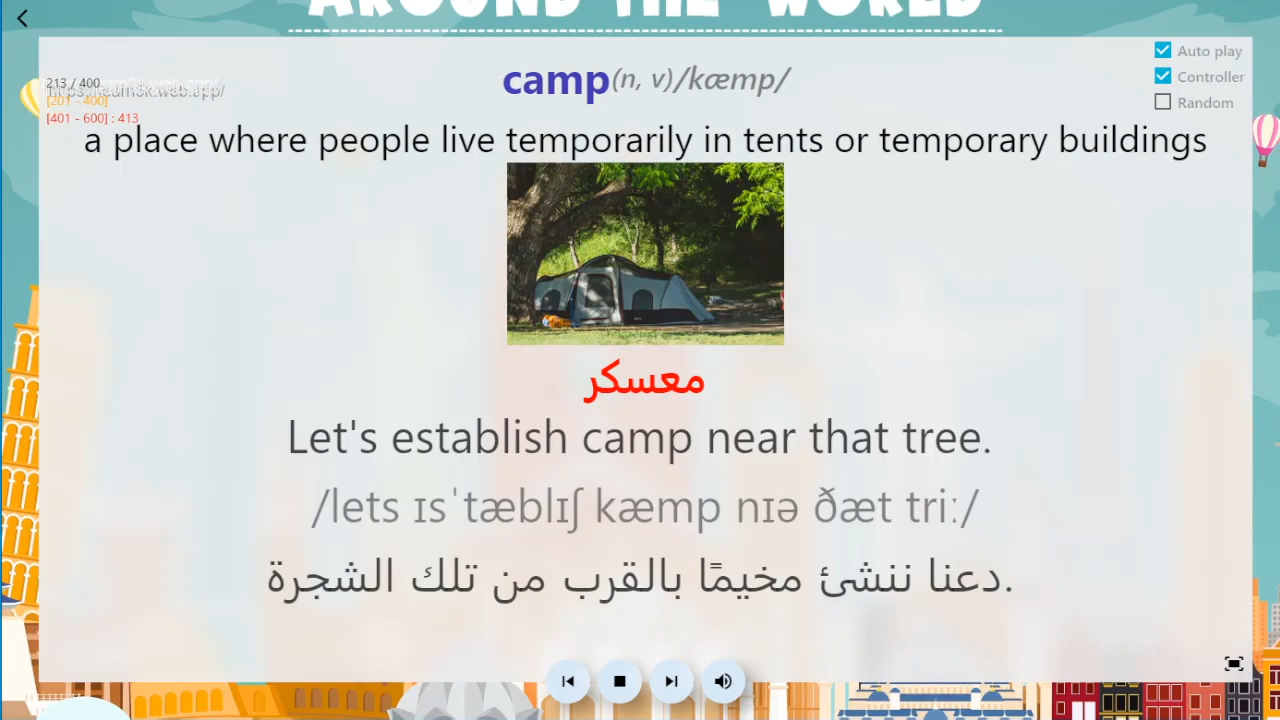 AROUND THE WORLD
Auto play
camp(n, v)/kæmp/
Controller
213 / 400
[201 - 400]
Random
[401 - 600] : 413
a place where people live temporarily in tents or temporary buildings
معسكر
Let's establish camp near that tree.
/lets ɪsˈtæblɪʃ kæmp nɪə ðæt triː/
دعنا ننشئ مخيمًا بالقرب من تلك الشجرة.